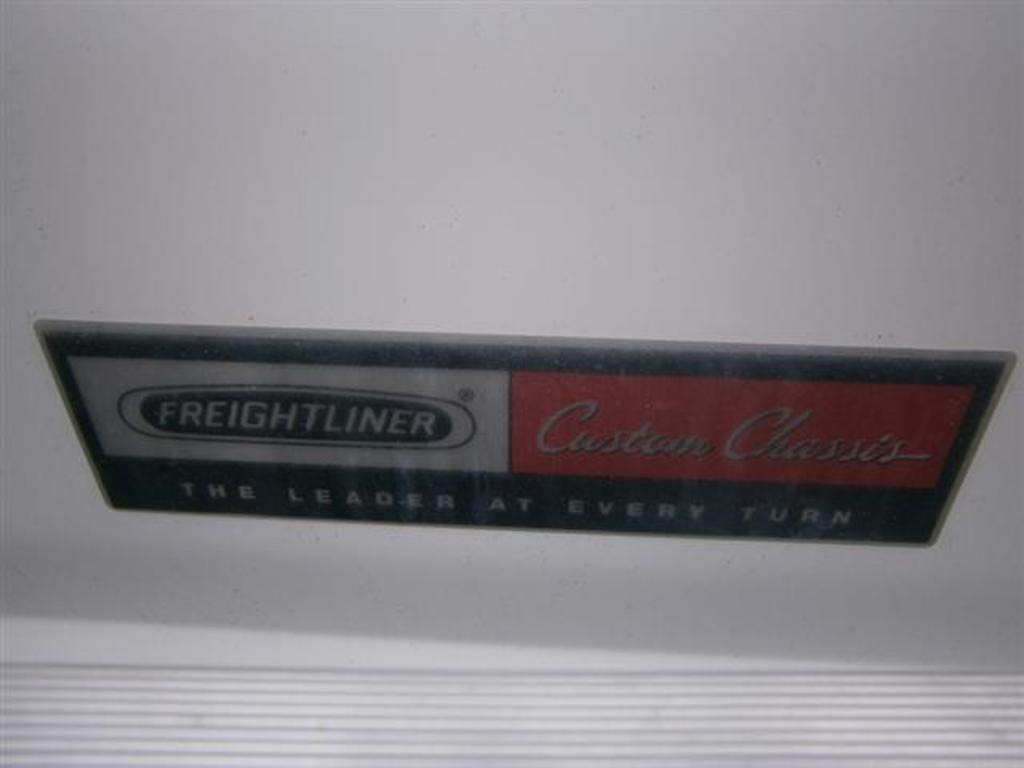 FREIGHTLINER® Custom Chassis
THE LEADER AT EVERY TURN